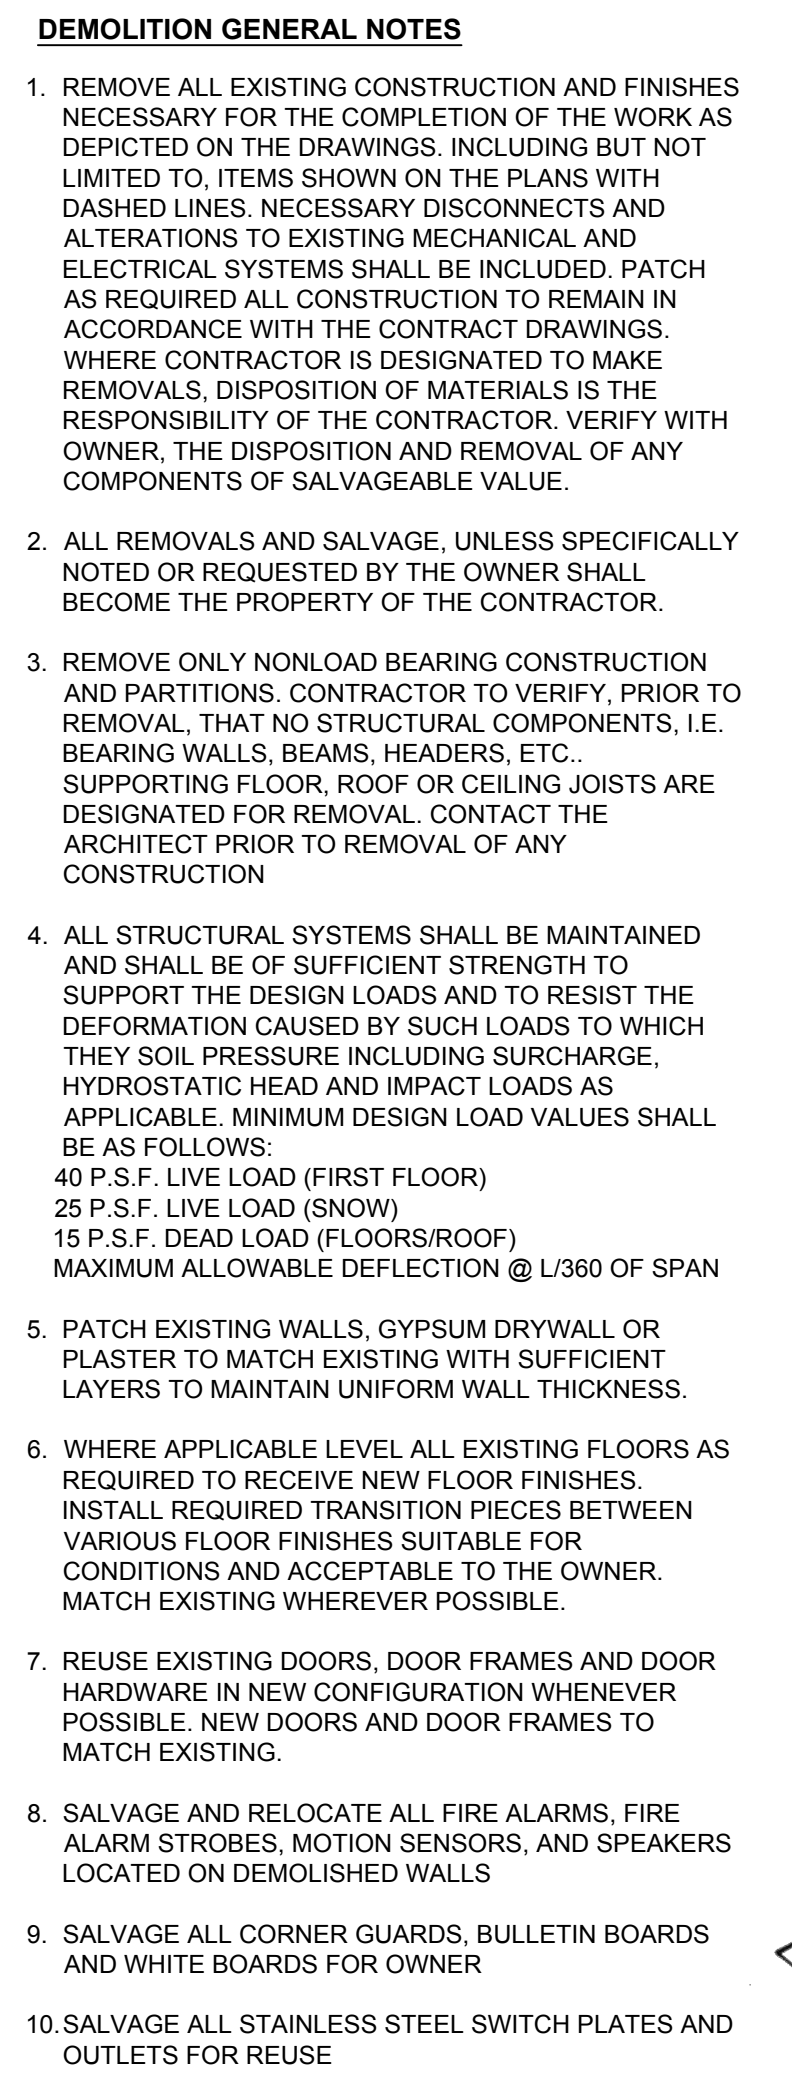 DEMOLITION GENERAL NOTES
1. REMOVE ALL EXISTING CONSTRUCTION AND FINISHES
NECESSARY FOR THE COMPLETION OF THE WORK AS
DEPICTED ON THE DRAWINGS. INCLUDING BUT NOT
LIMITED TO, ITEMS SHOWN ON THE PLANS WITH
DASHED LINES. NECESSARY DISCONNECTS AND
ALTERATIONS TO EXISTING MECHANICAL AND
ELECTRICAL SYSTEMS SHALL BE INCLUDED. PATCH
AS REQUIRED ALL CONSTRUCTION TO REMAIN IN
ACCORDANCE WITH THE CONTRACT DRAWINGS.
WHERE CONTRACTOR IS DESIGNATED TO MAKE
REMOVALS, DISPOSITION OF MATERIALS IS THE
RESPONSIBILITY OF THE CONTRACTOR. VERIFY WITH
OWNER, THE DISPOSITION AND REMOVAL OF ANY
COMPONENTS OF SALVAGEABLE VALUE.
2. ALL REMOVALS AND SALVAGE, UNLESS SPECIFICALLY
NOTED OR REQUESTED BY THE OWNER SHALL
BECOME THE PROPERTY OF THE CONTRACTOR.
3. REMOVE ONLY NONLOAD BEARING CONSTRUCTION
AND PARTITIONS. CONTRACTOR TO VERIFY, PRIOR TO
REMOVAL, THAT NO STRUCTURAL COMPONENTS, I.E.
BEARING WALLS, BEAMS, HEADERS, ETC..
SUPPORTING FLOOR, ROOF OR CEILING JOISTS ARE
DESIGNATED FOR REMOVAL. CONTACT THE
ARCHITECT PRIOR TO REMOVAL OF ANY
CONSTRUCTION
4. ALL STRUCTURAL SYSTEMS SHALL BE MAINTAINED
AND SHALL BE OF SUFFICIENT STRENGTH TO
SUPPORT THE DESIGN LOADS AND TO RESIST THE
DEFORMATION CAUSED BY SUCH LOADS TO WHICH
THEY SOIL PRESSURE INCLUDING SURCHARGE,
HYDROSTATIC HEAD AND IMPACT LOADS AS
APPLICABLE. MINIMUM DESIGN LOAD VALUES SHALL
BE AS FOLLOWS:
40 P.S.F. LIVE LOAD (FIRST FLOOR)
25 P.S.F. LIVE LOAD (SNOW)
15 P.S.F. DEAD LOAD (FLOORS/ROOF)
MAXIMUM ALLOWABLE DEFLECTION @ L/360 OF SPAN
5. PATCH EXISTING WALLS, GYPSUM DRYWALL OR
PLASTER TO MATCH EXISTING WITH SUFFICIENT
LAYERS TO MAINTAIN UNIFORM WALL THICKNESS.
6. WHERE APPLICABLE LEVEL ALL EXISTING FLOORS AS
REQUIRED TO RECEIVE NEW FLOOR FINISHES.
INSTALL REQUIRED TRANSITION PIECES BETWEEN
VARIOUS FLOOR FINISHES SUITABLE FOR
CONDITIONS AND ACCEPTABLE TO THE OWNER.
MATCH EXISTING WHEREVER POSSIBLE.
7. REUSE EXISTING DOORS, DOOR FRAMES AND DOOR
HARDWARE IN NEW CONFIGURATION WHENEVER
POSSIBLE. NEW DOORS AND DOOR FRAMES TO
MATCH EXISTING.
8. SALVAGE AND RELOCATE ALL FIRE ALARMS, FIRE
ALARM STROBES, MOTION SENSORS, AND SPEAKERS
LOCATED ON DEMOLISHED WALLS
9. SALVAGE ALL CORNER GUARDS, BULLETIN BOARDS
AND WHITE BOARDS FOR OWNER
10. SALVAGE ALL STAINLESS STEEL SWITCH PLATES AND
OUTLETS FOR REUSE